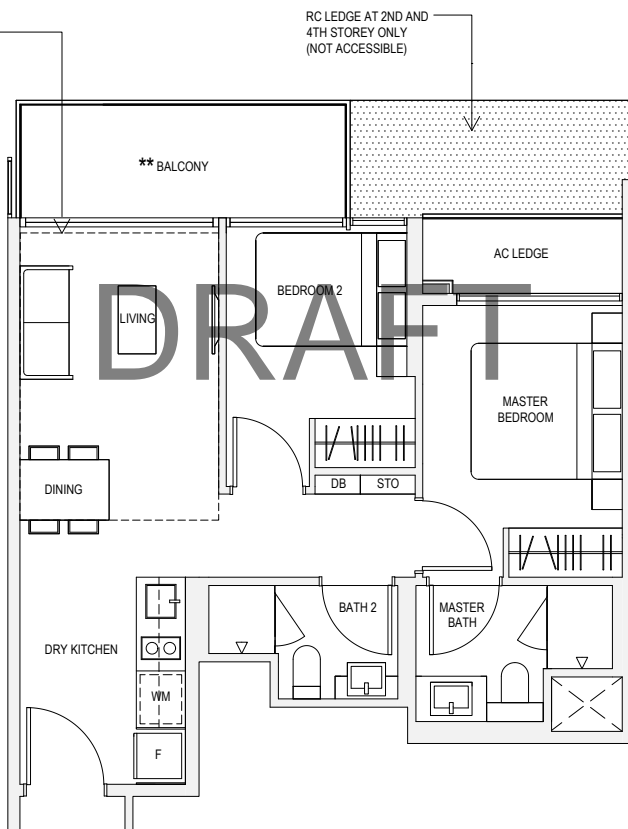 RC LEDGE AT 2ND AND
4TH STOREY ONLY
(NOT ACCESSIBLE)
** BALCONY
AC LEDGE
BEDROOM 2
LIVING
DRAFT
MASTER
BEDROOM
DINING
DB
STO
BATH 2
MASTER
BATH
DRY KITCHEN
WM
F